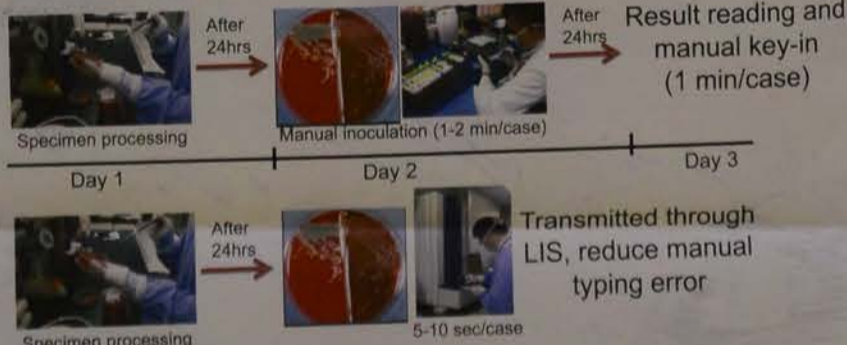 After
24hrs
After
24hrs
Result reading and
manual key-in
(1 min/case)
Specimen processing
Manual inoculation (1-2 min/case)
Day 1
Day 2
Day 3
After
24hrs
Transmitted through
LIS, reduce manual
typing error
Specimen processing
5-10 sec/case